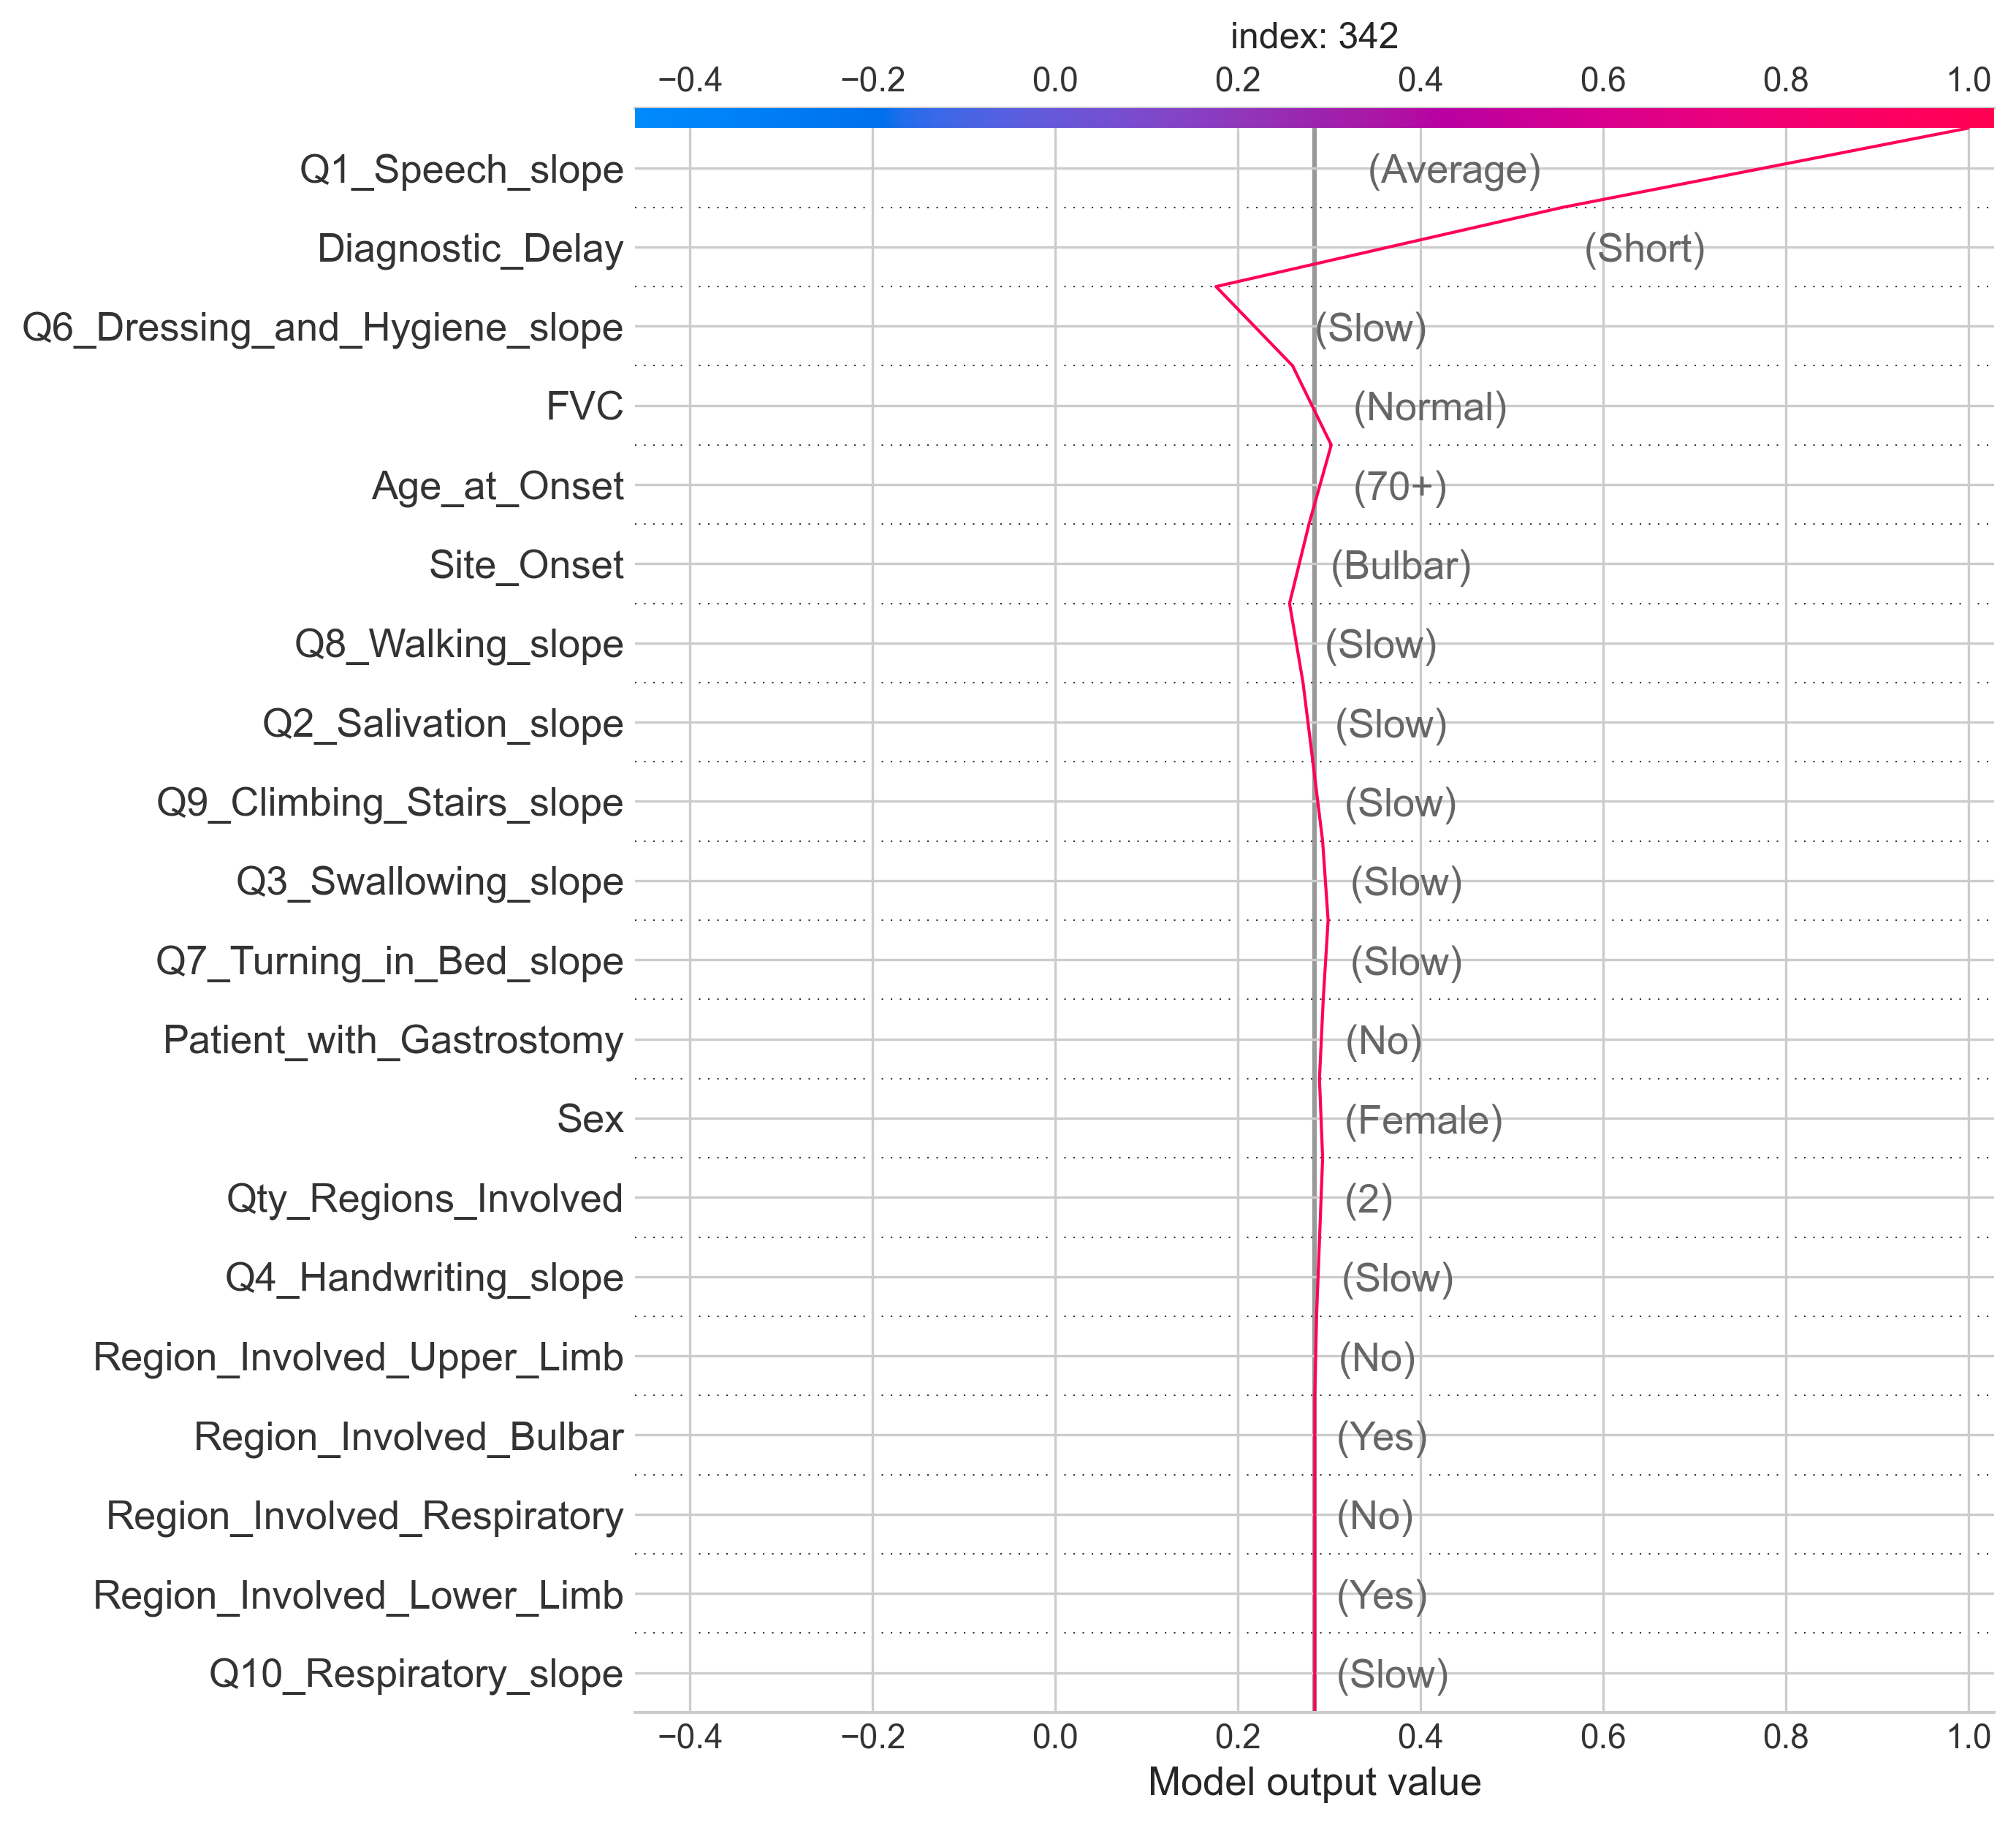 index: 342
−0.4 −0.2 0.0 0.2 0.4 0.6 0.8 1.0
Q1_Speech_slope (Average)
Diagnostic_Delay (Short)
Q6_Dressing_and_Hygiene_slope (Slow)
FVC (Normal)
Age_at_Onset (70+)
Site_Onset (Bulbar)
Q8_Walking_slope (Slow)
Q2_Salivation_slope (Slow)
Q9_Climbing_Stairs_slope (Slow)
Q3_Swallowing_slope (Slow)
Q7_Turning_in_Bed_slope (Slow)
Patient_with_Gastrostomy (No)
Sex (Female)
Qty_Regions_Involved (2)
Q4_Handwriting_slope (Slow)
Region_Involved_Upper_Limb (No)
Region_Involved_Bulbar (Yes)
Region_Involved_Respiratory (No)
Region_Involved_Lower_Limb (Yes)
Q10_Respiratory_slope (Slow)
−0.4 −0.2 0.0 0.2 0.4 0.6 0.8 1.0
Model output value